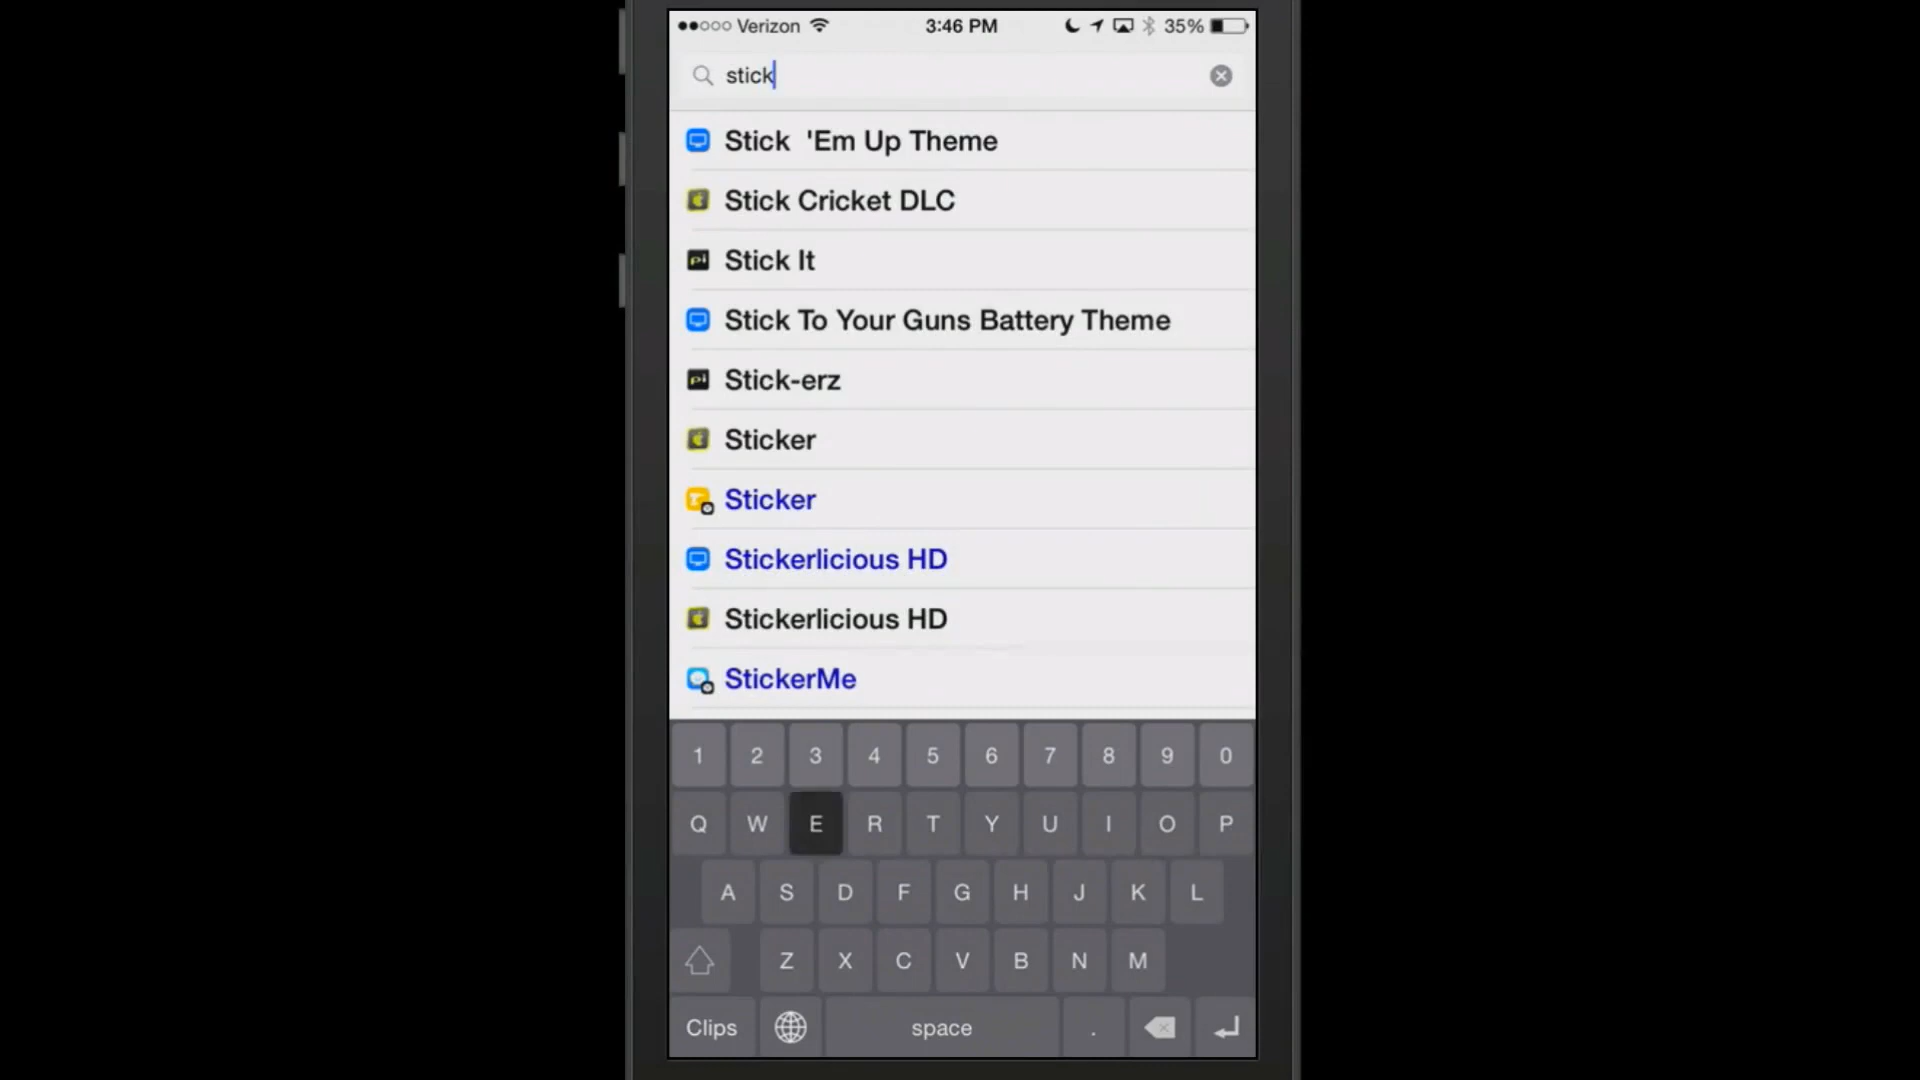 Verizon 3:46 PM 35%
stick
Stick 'Em Up Theme
Stick Cricket DLC
pi Stick It
Stick To Your Guns Battery Theme
pi Stick-erz
Sticker
Sticker
Stickerlicious HD
Stickerlicious HD
StickerMe
1 2 3 4 5 6 7 8 9 0
Q W E R T Y U I O P
A S D F G H J K L
Z X C V B N M
Clips space .